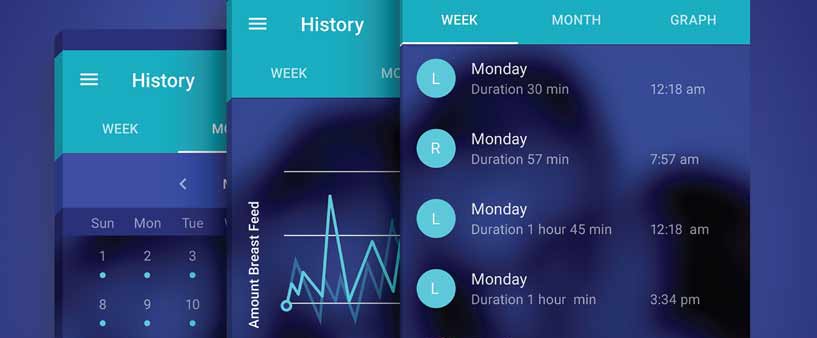 History
WEEK
Sun Mon Tue
1 2 3
8 9 10
History
WEEK
Amount Breast Feed
WEEK MONTH GRAPH
L
Monday
Duration 30 min 12:18 am
R
Monday
Duration 57 min 7:57 am
L
Monday
Duration 1 hour 45 min 12:18 am
L
Monday
Duration 1 hour min 3:34 pm